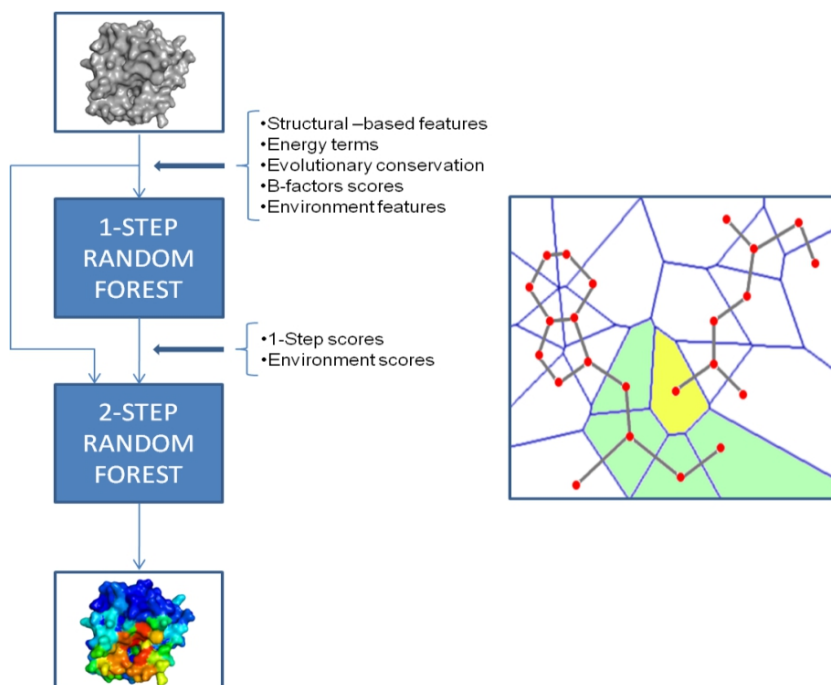 •Structural –based features
•Energy terms
•Evolutionary conservation
•B-factors scores
•Environment features
1-STEP
RANDOM
FOREST
•1-Step scores
•Environment scores
2-STEP
RANDOM
FOREST